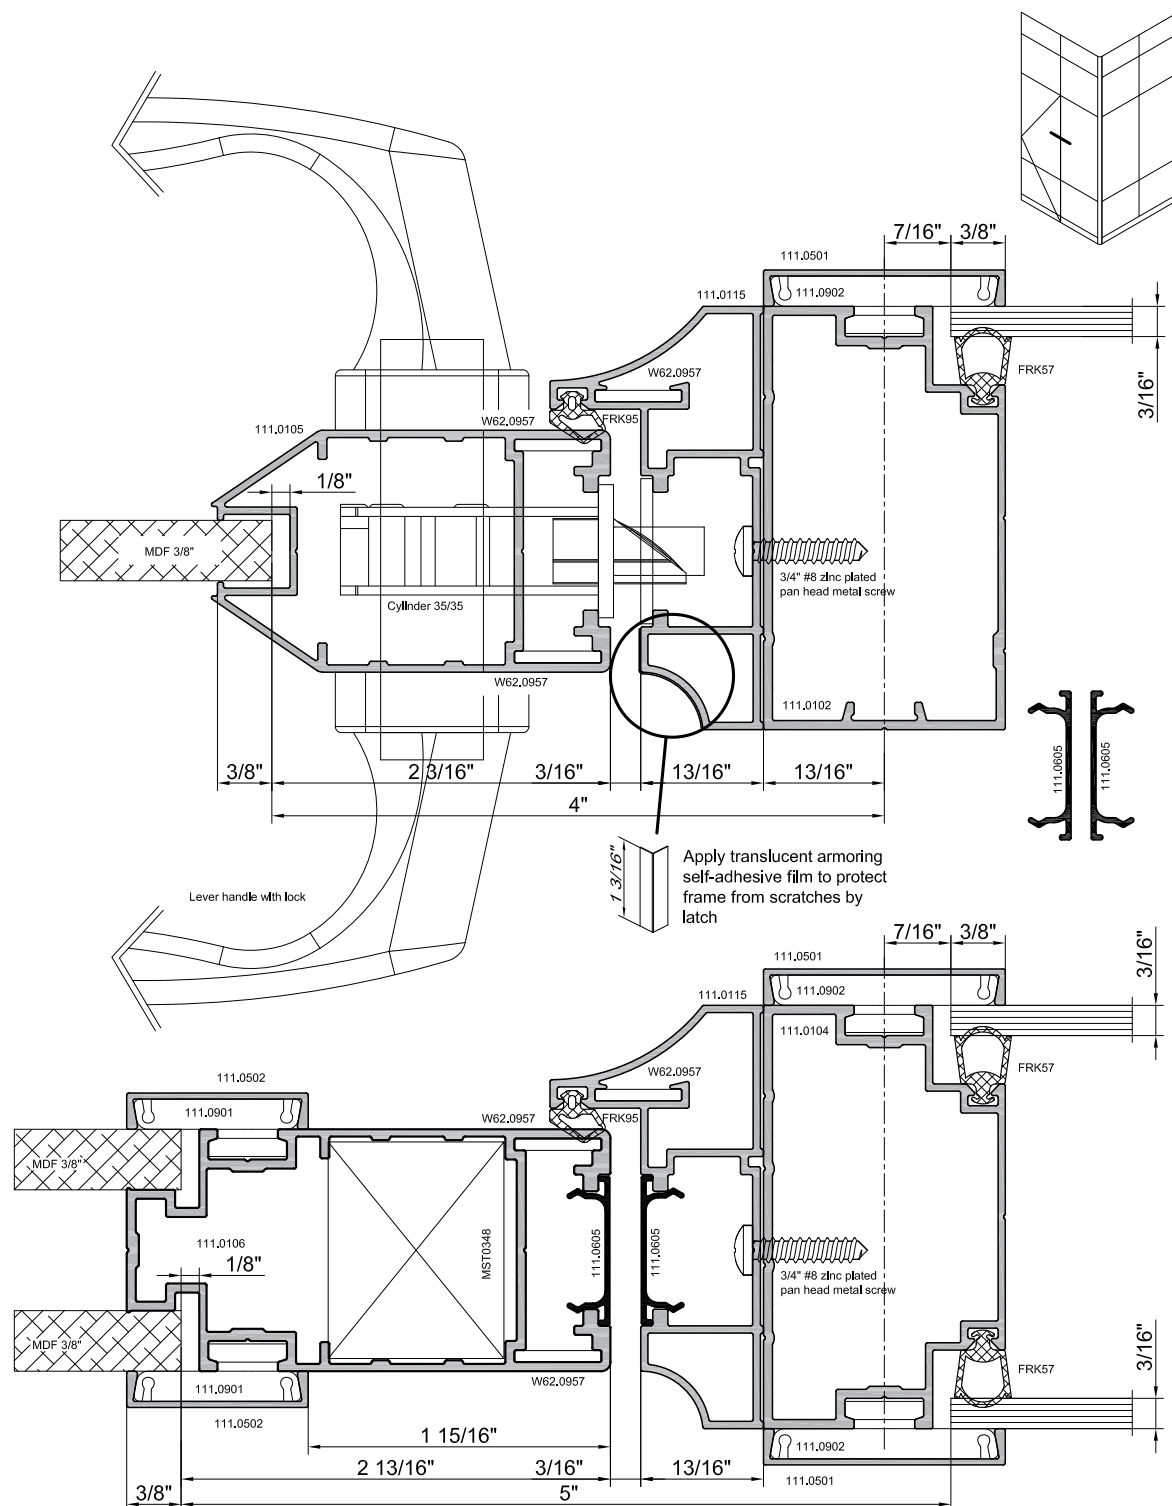 7/16" 3/8"
111.0501
111.0902
111.0115
3/16"
FRK57
W62.0957
W62.0957
FRK95
111.0105
1/8"
MDF 3/8"
3/4" #8 zinc plated
pan head metal screw
Cylinder 35/35
W62.0957
111.0102
111.0605
111.0605
3/8" 2 3/16" 3/16" 13/16" 13/16"
4"
1 3/16"
Apply translucent armoring
self-adhesive film to protect
frame from scratches by
latch
Lever handle with lock
7/16" 3/8"
3/16"
111.0501
111.0902
111.0115
111.0104
FRK57
W62.0957
111.0502
111.0901
W62.0957
FRK95
MDF 3/8"
111.0106
1/8"
MST0348
111.0605
111.0605
3/4" #8 zinc plated
pan head metal screw
MDF 3/8"
FRK57
3/16"
111.0901
W62.0957
111.0502
1 15/16"
111.0902
2 13/16" 3/16" 13/16"
111.0501
3/8" 5"